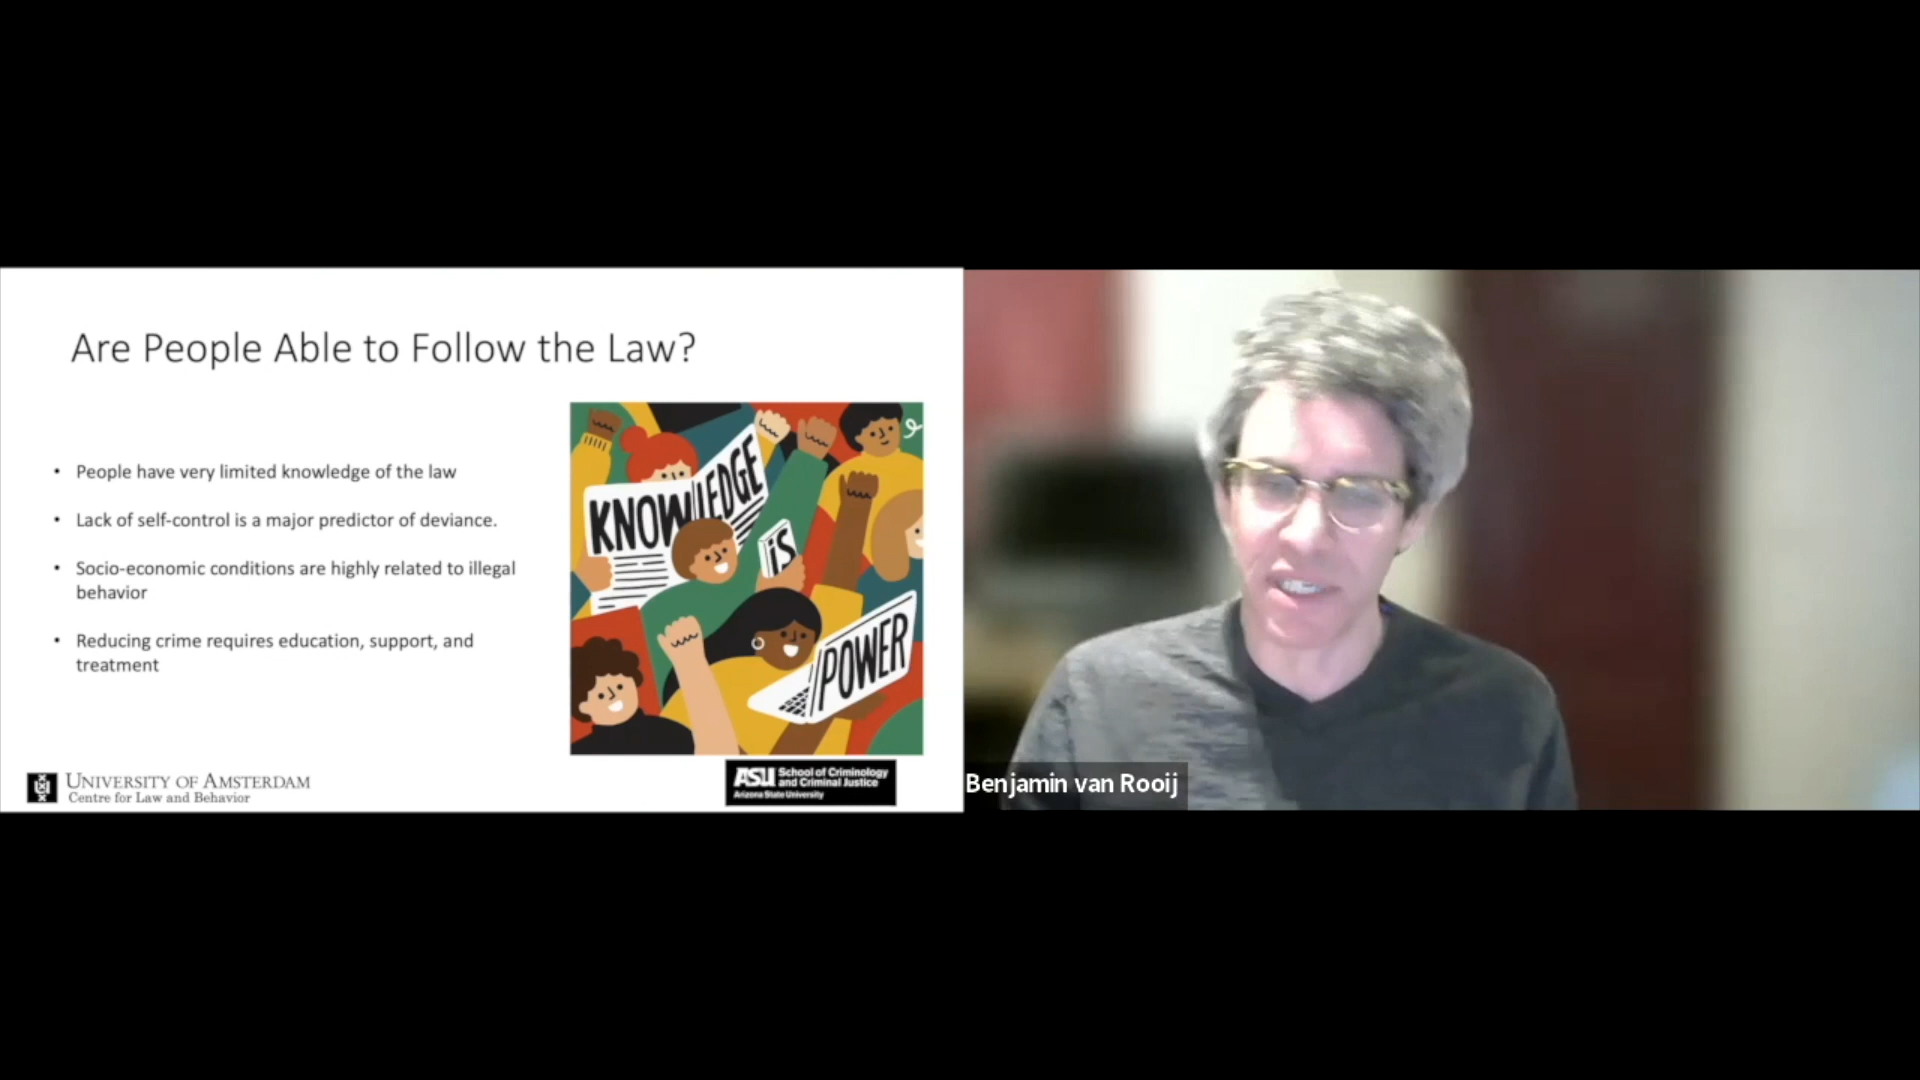 Are People Able to Follow the Law?
• People have very limited knowledge of the law
• Lack of self-control is a major predictor of deviance.
• Socio-economic conditions are highly related to illegal
behavior
• Reducing crime requires education, support, and
treatment
KNOWLEDGE
is
POWER
UNIVERSITY OF AMSTERDAM
Centre for Law and Behavior
ASU School of Criminology
and Criminal Justice
Arizona State University
Benjamin van Rooij